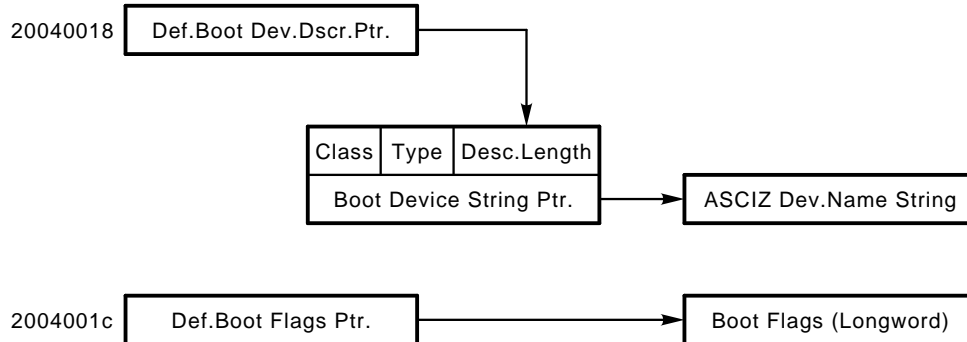 20040018 Def.Boot Dev.Dscr.Ptr.
Class Type Desc.Length
Boot Device String Ptr. ASCIZ Dev.Name String
2004001c Def.Boot Flags Ptr. Boot Flags (Longword)